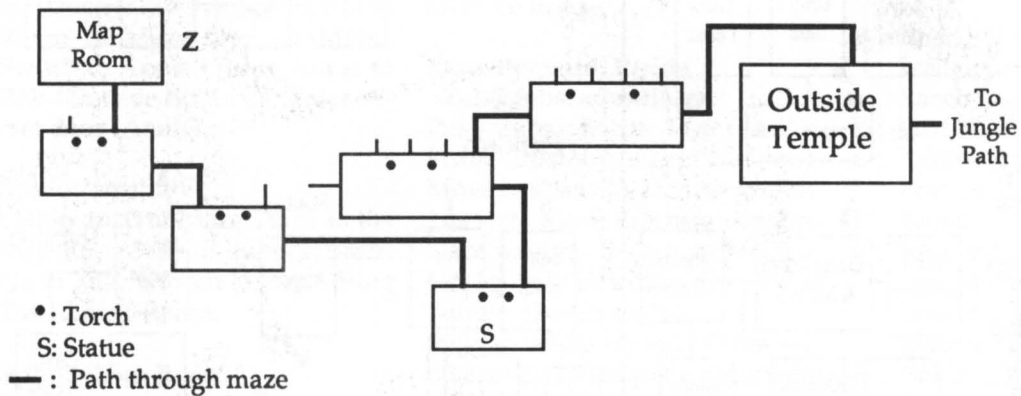 Map
Room
Z
Outside
Temple
To
Jungle
Path
S
• : Torch
S: Statue
— : Path through maze